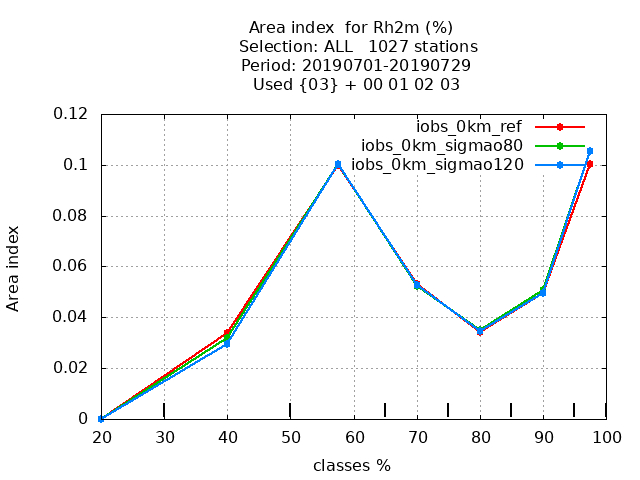 Area index  for Rh2m (%)
Selection: ALL   1027 stations
Period: 20190701-20190729
Used {03} + 00 01 02 03
iobs_0km_ref
iobs_0km_sigmao80
iobs_0km_sigmao120
Area index
0.12
0.1
0.08
0.06
0.04
0.02
0
20 30 40 50 60 70 80 90 100
classes %